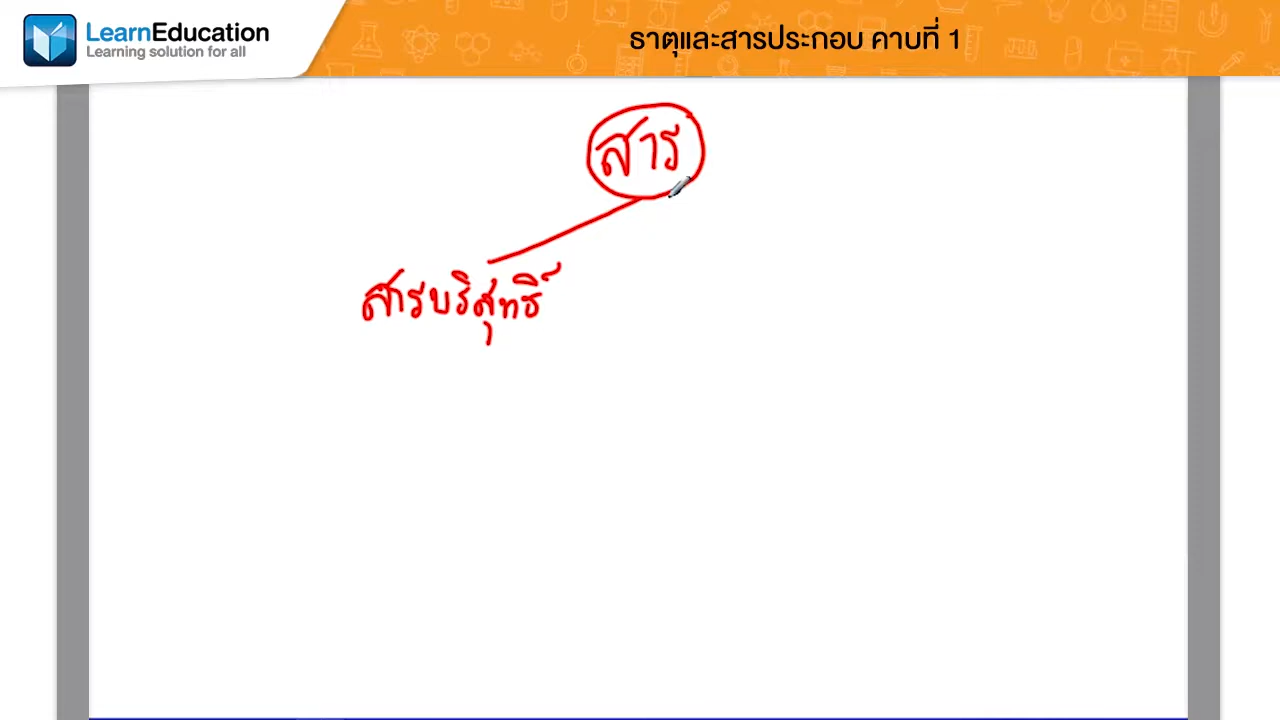 LearnEducation
Learning solution for all
ธาตุและสารประกอบ คาบที่ 1
สาร
สารบริสุทธิ์